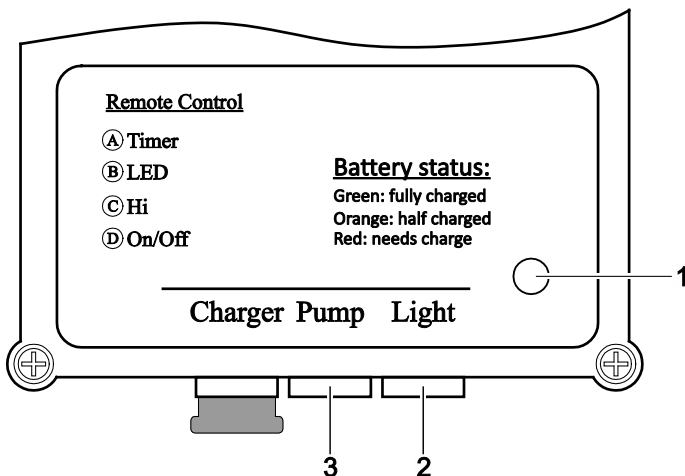 Remote Control
Ⓐ Timer
Ⓑ LED
Ⓒ Hi
Ⓓ On/Off
Battery status:
Green: fully charged
Orange: half charged
Red: needs charge
1
Charger Pump Light
3 2